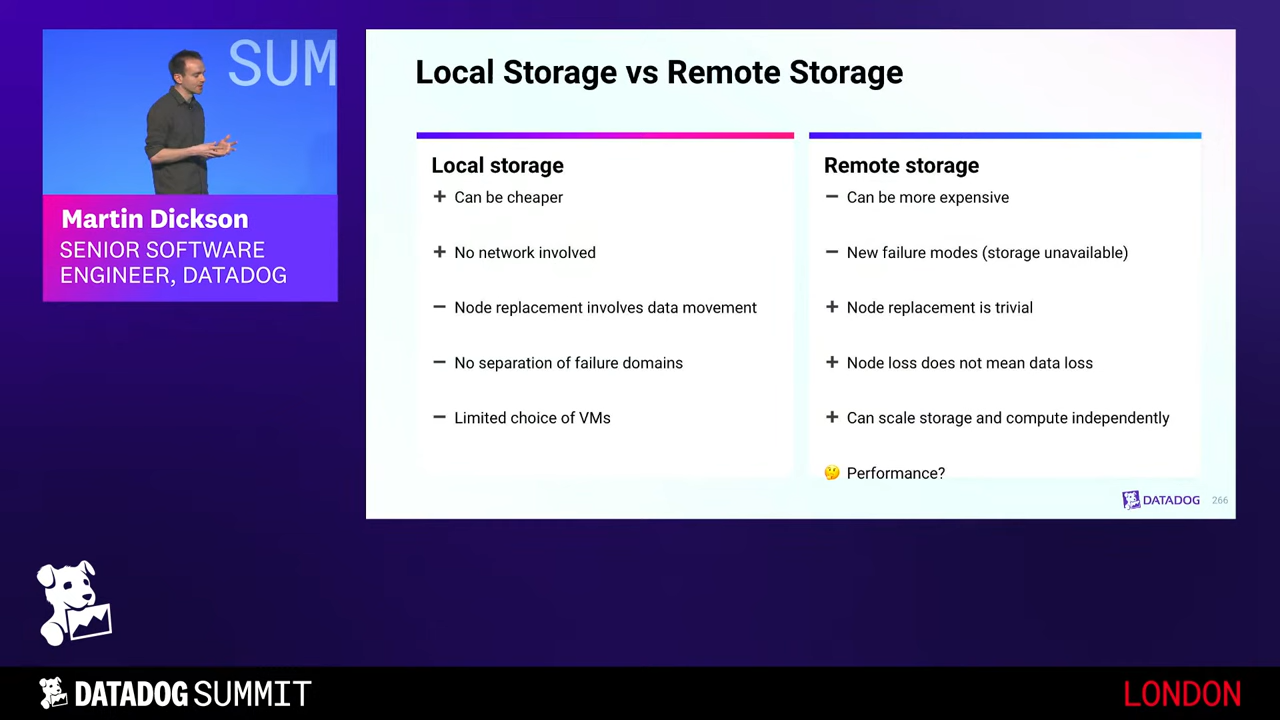 SUM
Martin Dickson
SENIOR SOFTWARE
ENGINEER, DATADOG
Local Storage vs Remote Storage
Local storage
+ Can be cheaper
+ No network involved
− Node replacement involves data movement
− No separation of failure domains
− Limited choice of VMs
Remote storage
− Can be more expensive
− New failure modes (storage unavailable)
+ Node replacement is trivial
+ Node loss does not mean data loss
+ Can scale storage and compute independently
🤔 Performance?
DATADOG 266
DATADOG SUMMIT
LONDON